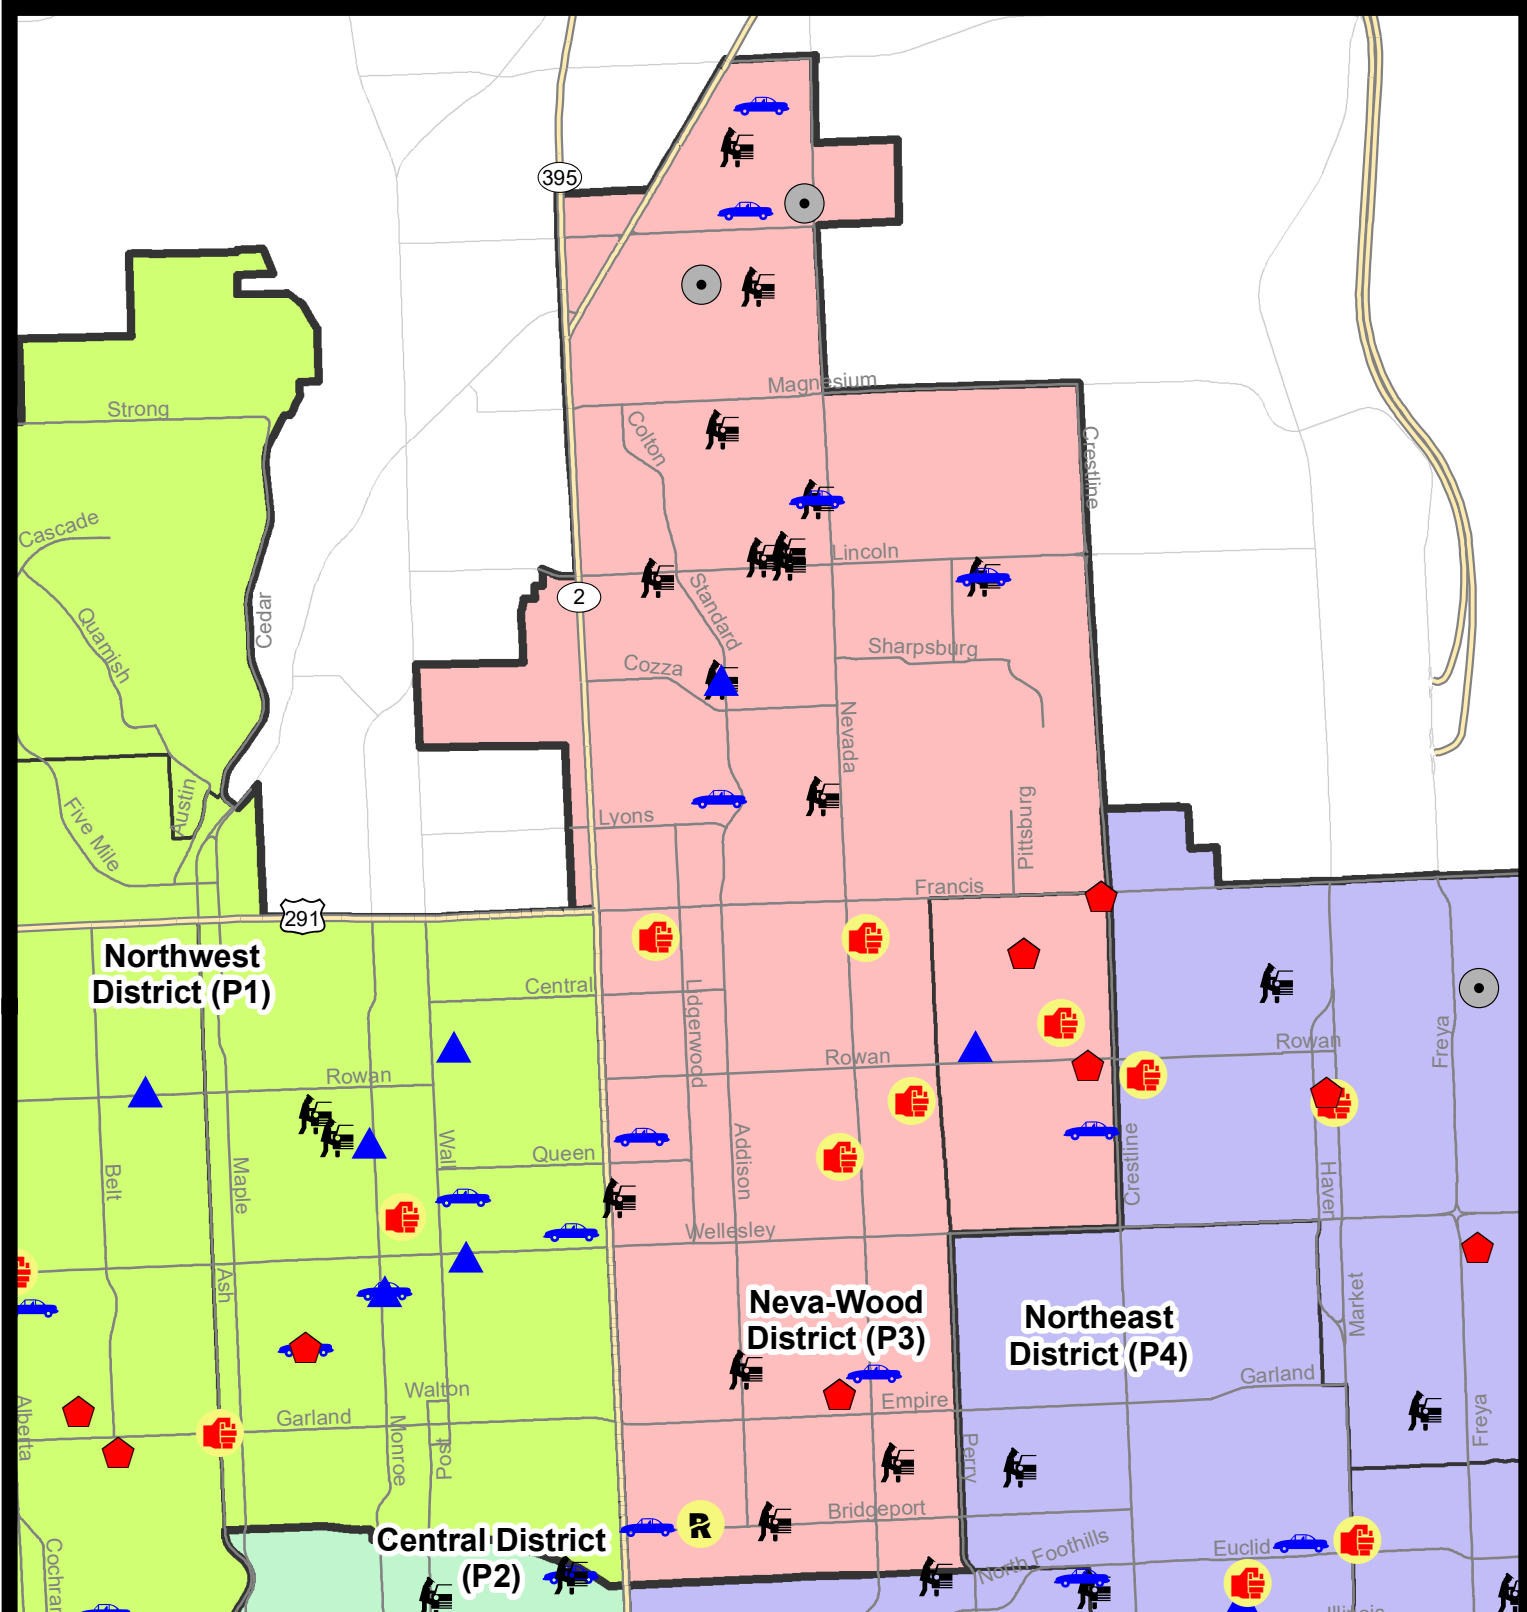 395
Magnesium
Strong
Colton
Crestline
Cascade
Lincoln
2
Standard
Quamish
Cedar
Cozza
Sharpsburg
Nevada
Austin
Five Mile
Lyons
Pittsburg
Francis
291
Northwest
District (P1)
Central
Lidgerwood
Freya
Rowan
Rowan
Rowan
Belt
Maple
Wall
Queen
Addison
Crestline
Haven
Wellesley
Ash
Market
Neva-Wood
District (P3)
Northeast
District (P4)
Walton
Garland
Empire
Garland
Alberta
Monroe
Post
Perry
Freya
Bridgeport
R
Central District
(P2)
North Foothills
Euclid
Illinois